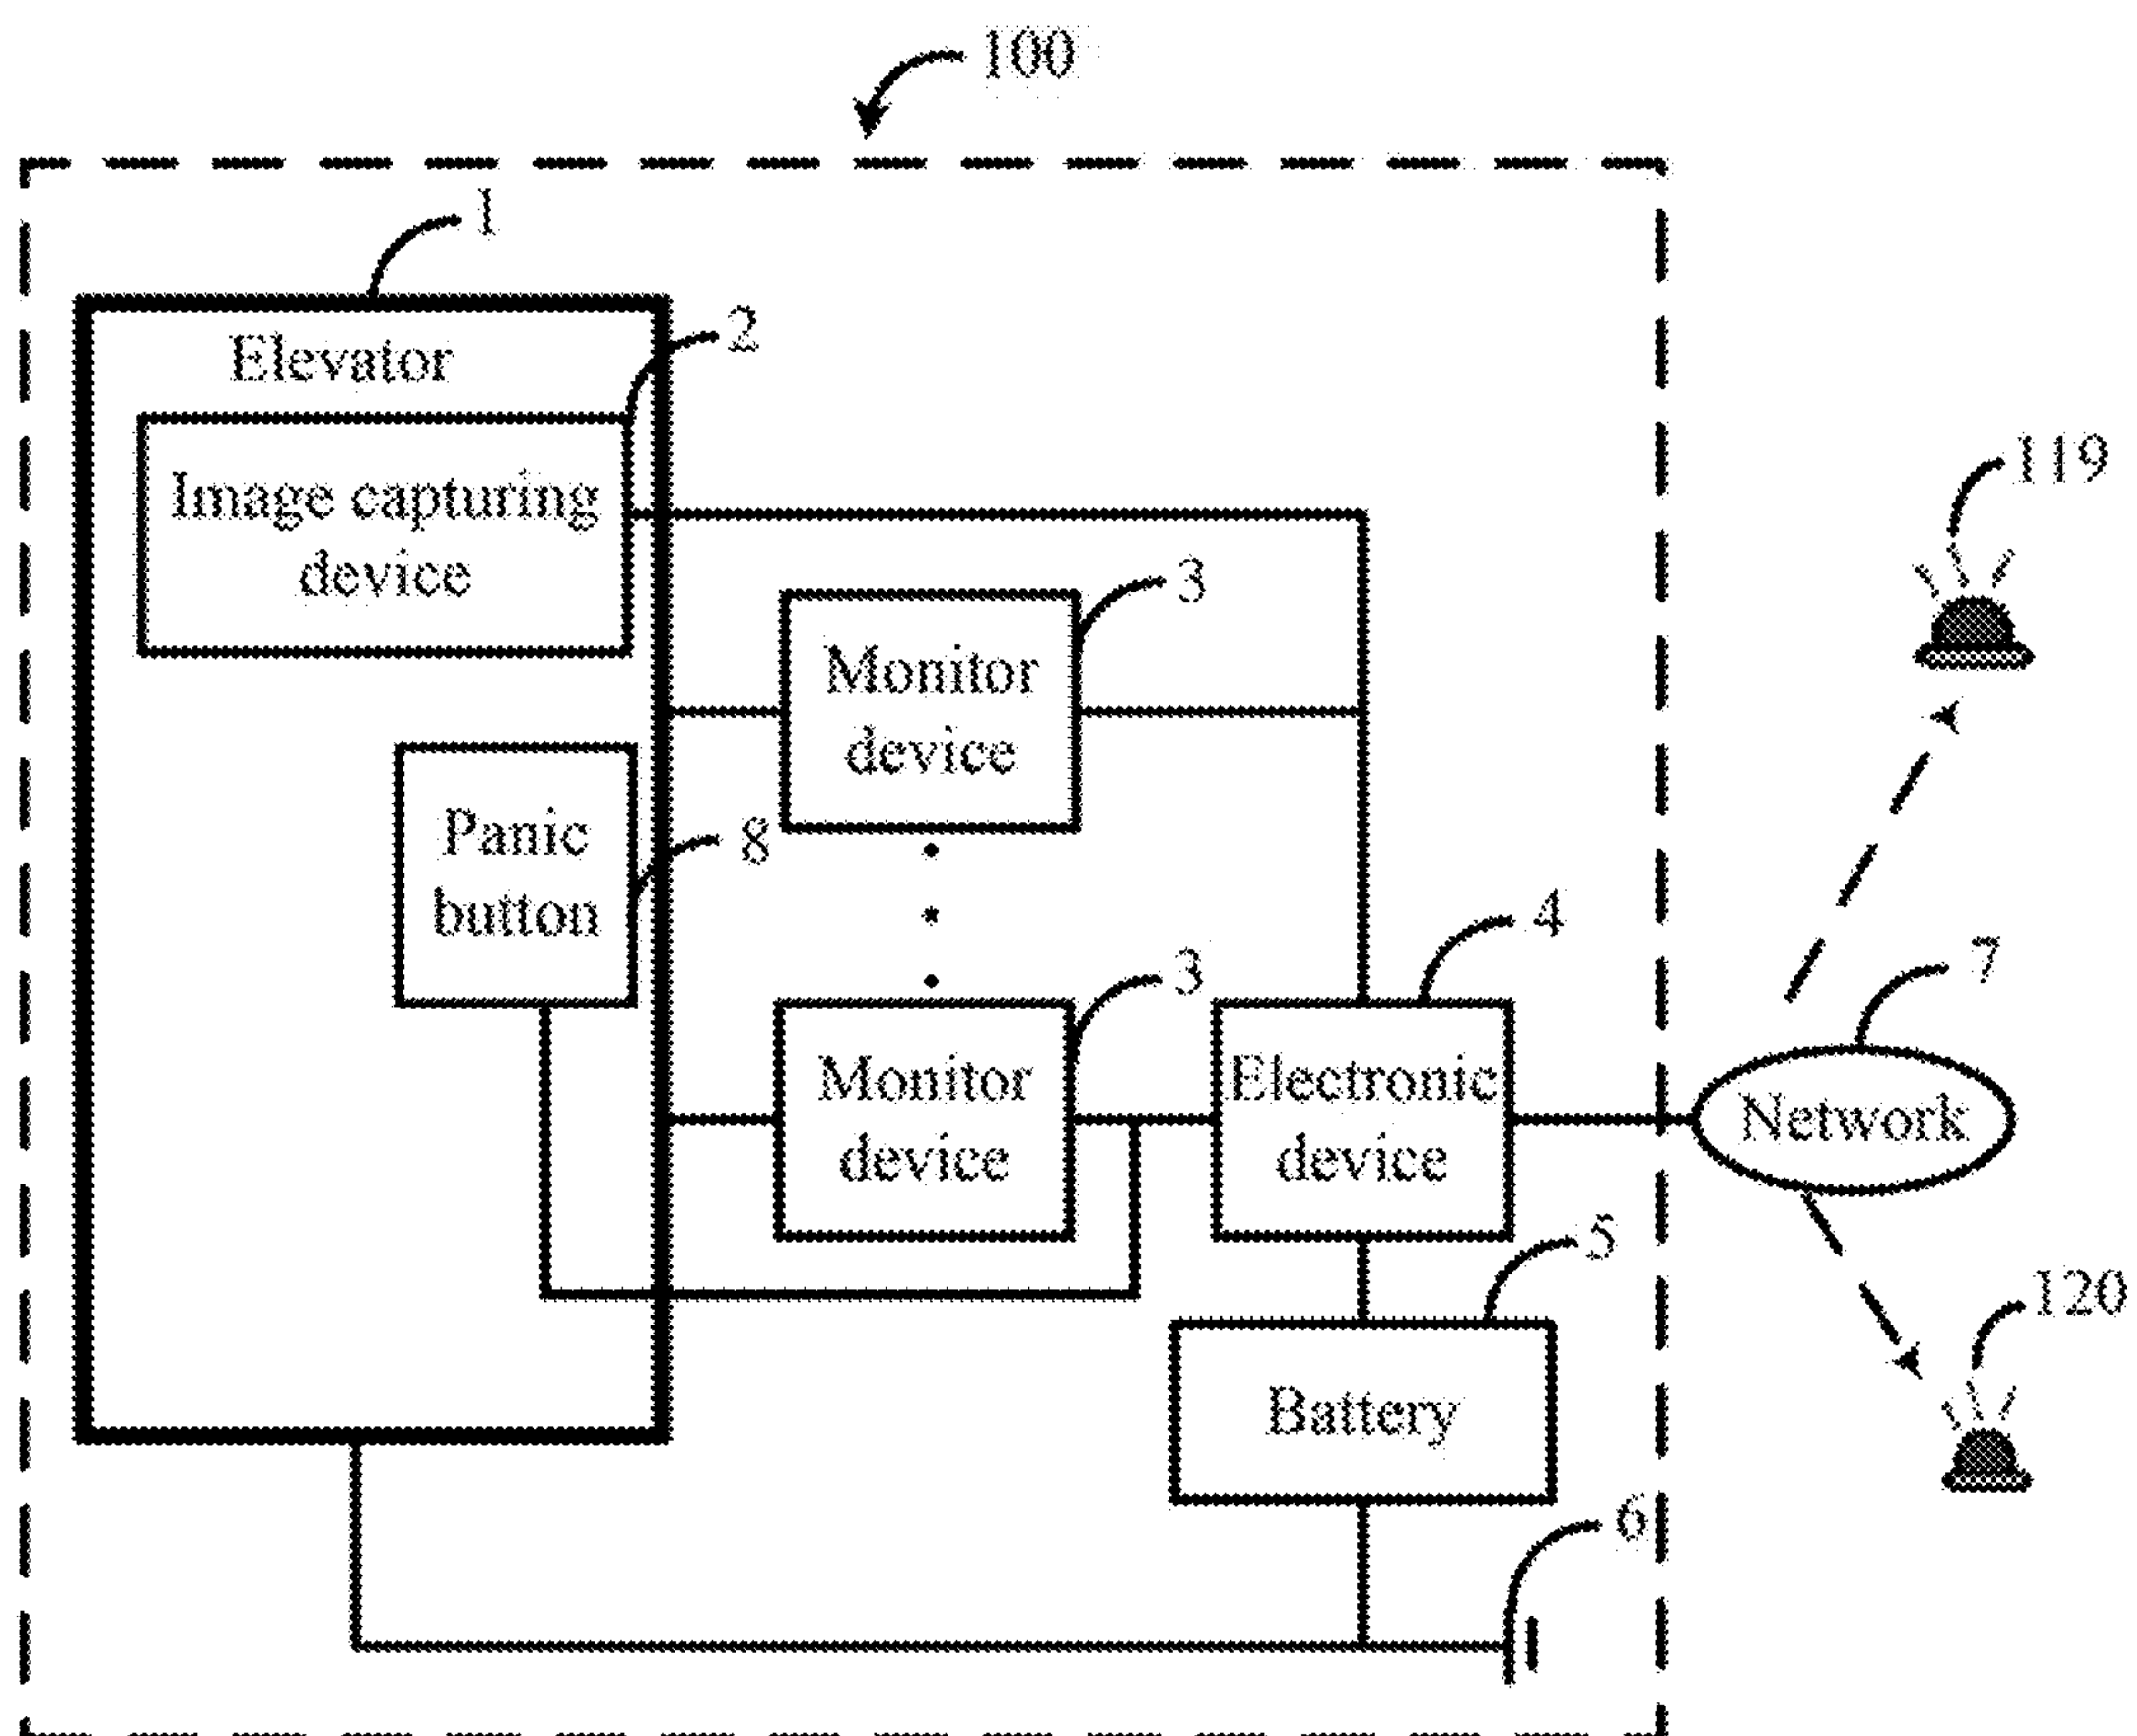 100
1
Elevator
2
Image capturing
device
119
3
Monitor
device
Panic
button
8
4
3
7
Monitor
device
Electronic
device
Network
5
120
Battery
6